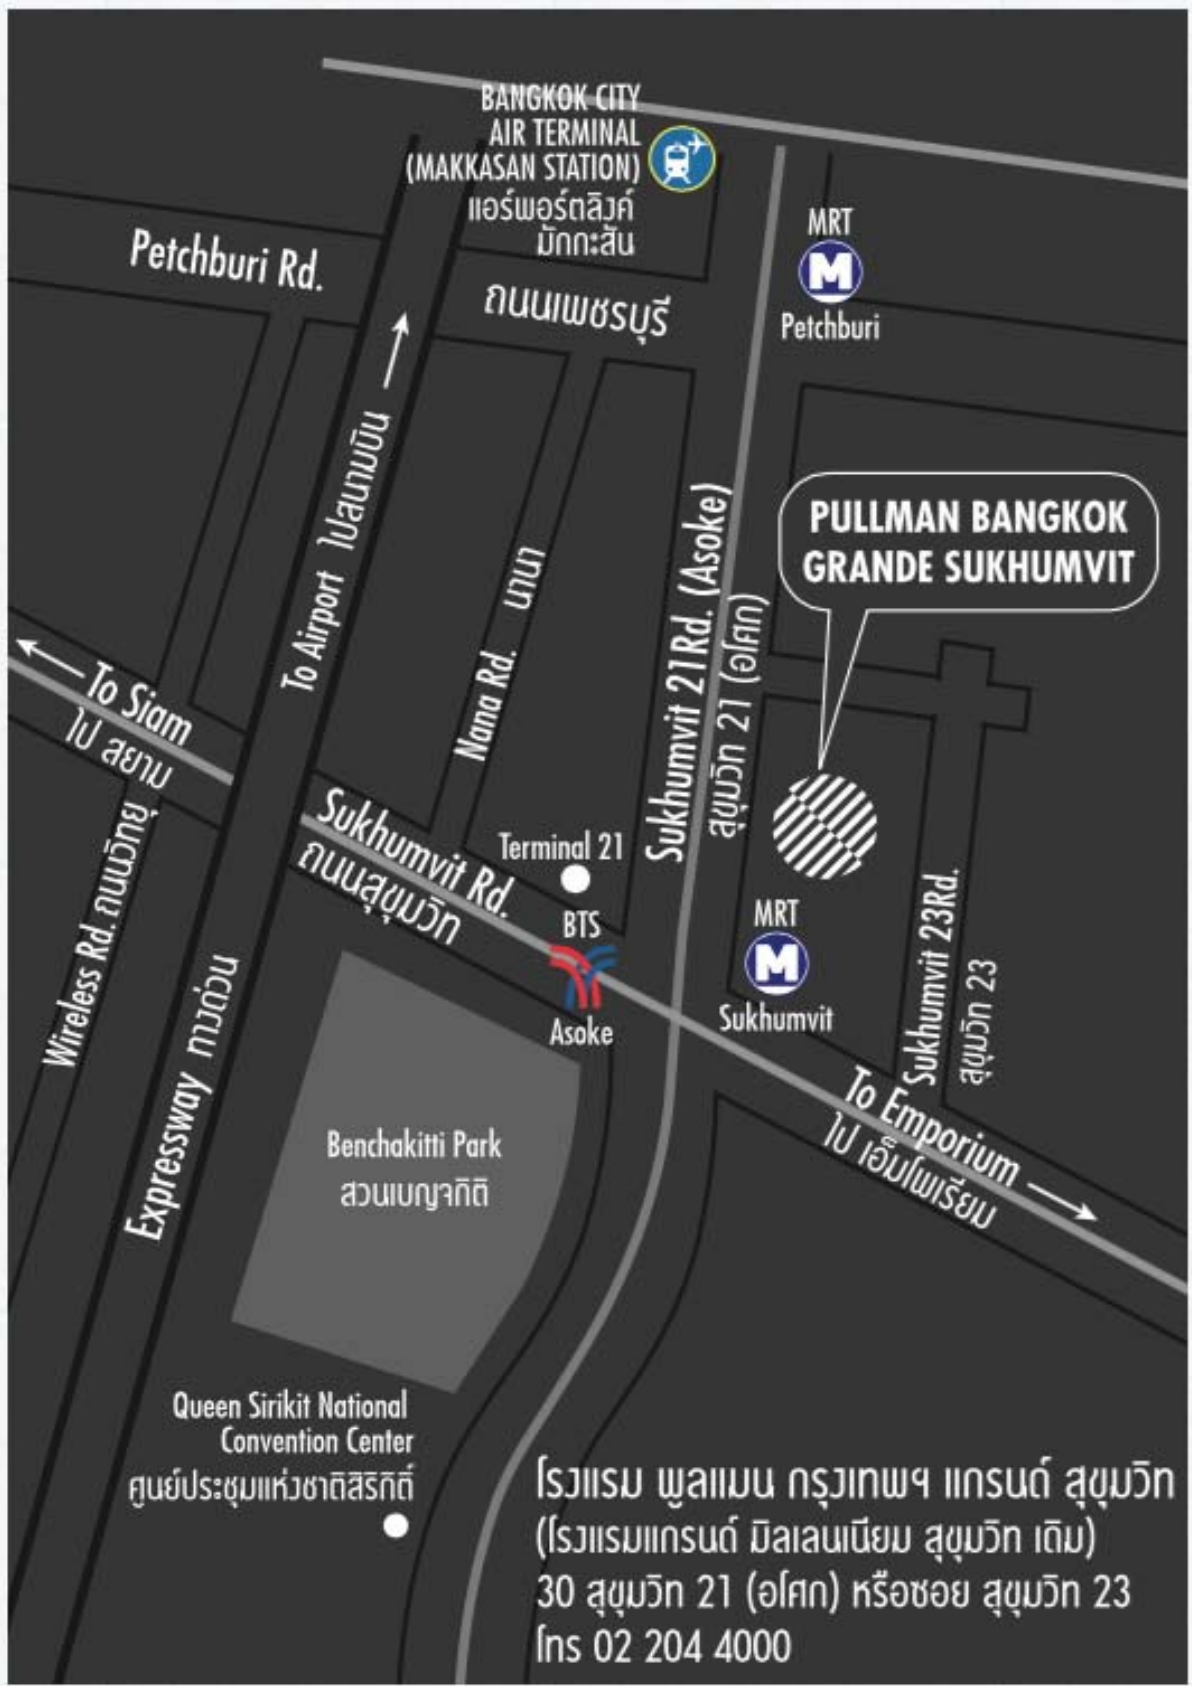 BANGKOK CITY
AIR TERMINAL
(MAKKASAN STATION)
แอร์พอร์ตลิงค์
มักกะสัน
MRT
M
Petchburi
Petchburi Rd.
ถนนเพชรบุรี
To Airport ไปสนามบิน
Nana Rd. นานา
Sukhumvit 21Rd. (Asoke)
สุขุมวิท 21 (อโศก)
PULLMAN BANGKOK
GRANDE SUKHUMVIT
To Siam
ไป สยาม
Sukhumvit Rd.
ถนนสุขุมวิท
Terminal 21
BTS
Asoke
MRT
M
Sukhumvit
Sukhumvit 23Rd.
สุขุมวิท 23
Wireless Rd. ถนนวิทยุ
Expressway ทางด่วน
To Emporium
ไป เอ็มโพเรียม
Benchakitti Park
สวนเบญจกิติ
Queen Sirikit National
Convention Center
ศูนย์ประชุมแห่งชาติสิริกิติ์
โรงแรม พูลแมน กรุงเทพฯ แกรนด์ สุขุมวิท
(โรงแรมแกรนด์ มิลเลนเนียม สุขุมวิท เดิม)
30 สุขุมวิท 21 (อโศก) หรือซอย สุขุมวิท 23
โทร 02 204 4000